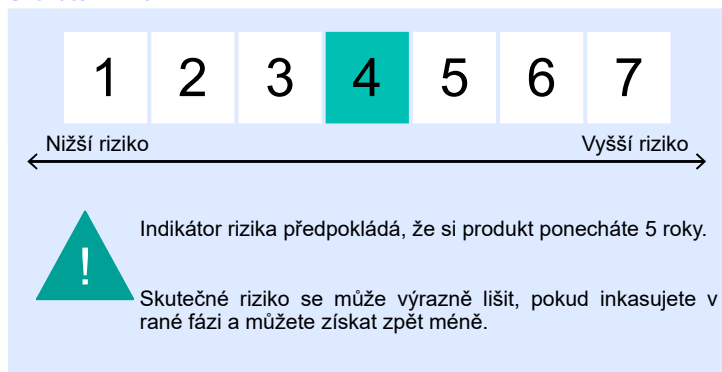 1 2 3 4 5 6 7
Nižší riziko Vyšší riziko
!
Indikátor rizika předpokládá, že si produkt ponecháte 5 roky.
Skutečné riziko se může výrazně lišit, pokud inkasujete v
rané fázi a můžete získat zpět méně.